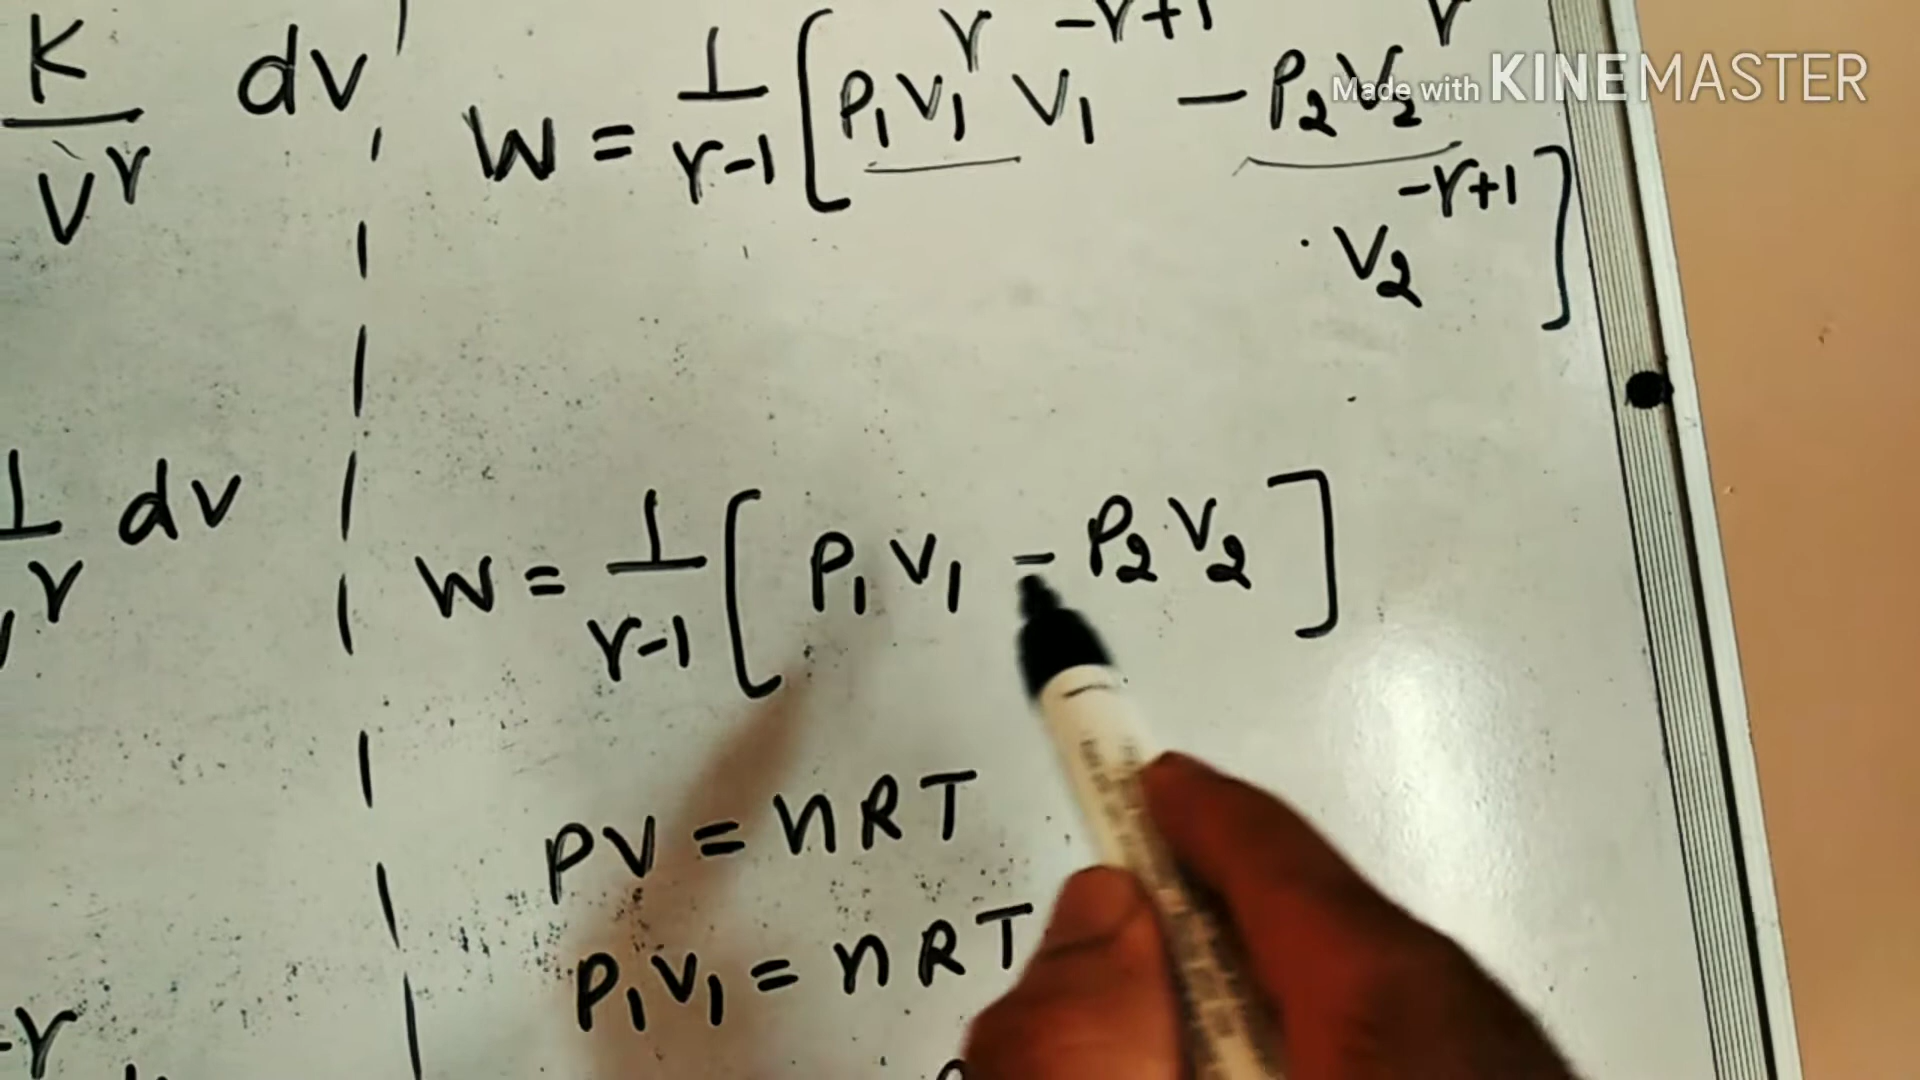 K/V^γ dv
1/V^γ dv
-γ
W = 1/γ-1 [P₁V₁^γ V₁^-γ+1 - P₂V₂^γ
. V₂^-γ+1]
W = 1/γ-1 [P₁V₁ - P₂V₂]
PV = nRT
P₁V₁ = nRT
Made with KINEMASTER